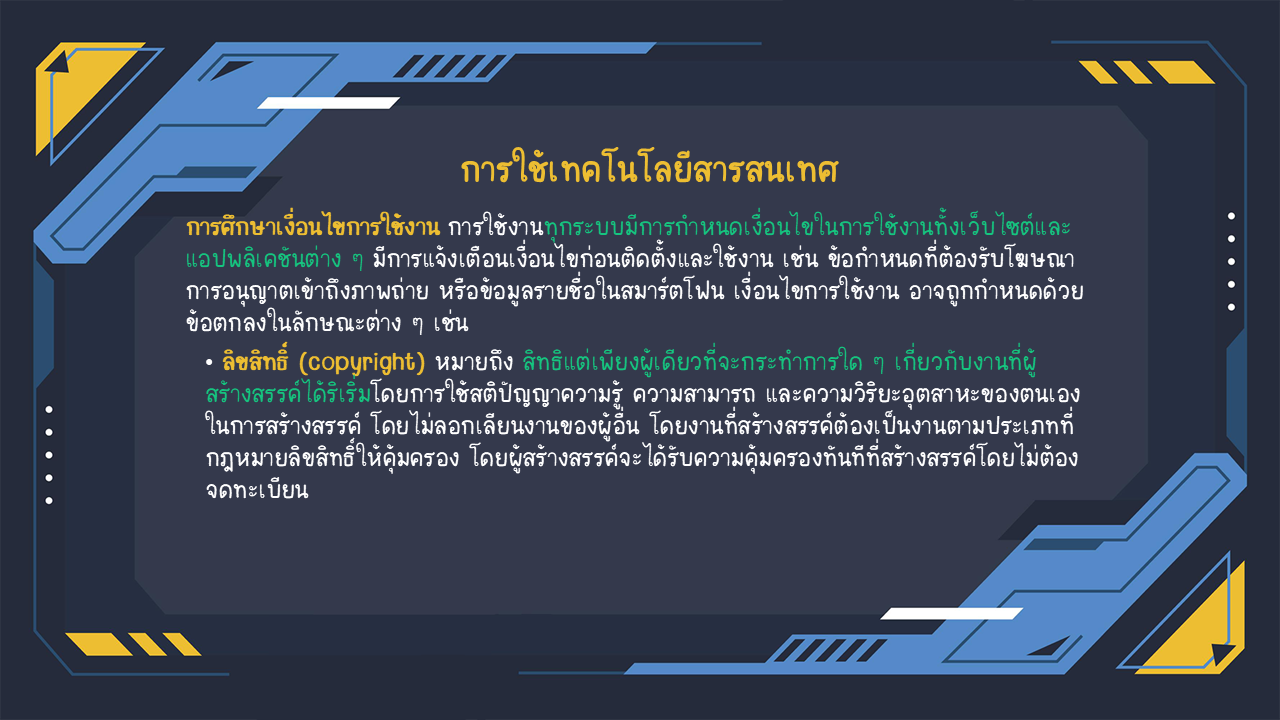 การใช้เทคโนโลยีสารสนเทศ
การศึกษาเงื่อนไขการใช้งาน การใช้งานทุกระบบมีการกำหนดเงื่อนไขในการใช้งานทั้งเว็บไซต์และ
แอปพลิเคชันต่าง ๆ มีการแจ้งเตือนเงื่อนไขก่อนติดตั้งและใช้งาน เช่น ข้อกำหนดที่ต้องรับโฆษณา
การอนุญาตเข้าถึงภาพถ่าย หรือข้อมูลรายชื่อในสมาร์ตโฟน เงื่อนไขการใช้งาน อาจถูกกำหนดด้วย
ข้อตกลงในลักษณะต่าง ๆ เช่น
• ลิขสิทธิ์ (copyright) หมายถึง สิทธิแต่เพียงผู้เดียวที่จะกระทำการใด ๆ เกี่ยวกับงานที่ผู้
สร้างสรรค์ได้ริเริ่มโดยการใช้สติปัญญาความรู้ ความสามารถ และความวิริยะอุตสาหะของตนเอง
ในการสร้างสรรค์ โดยไม่ลอกเลียนงานของผู้อื่น โดยงานที่สร้างสรรค์ต้องเป็นงานตามประเภทที่
กฎหมายลิขสิทธิ์ให้คุ้มครอง โดยผู้สร้างสรรค์จะได้รับความคุ้มครองทันทีที่สร้างสรรค์โดยไม่ต้อง
จดทะเบียน